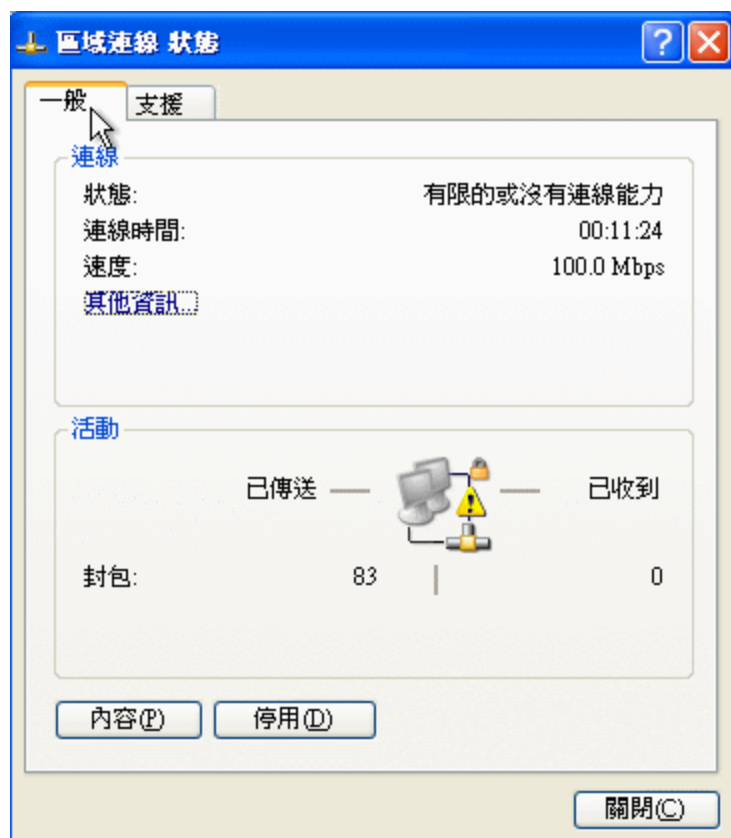 區域連線 狀態
一般 支援
連線
狀態: 有限的或沒有連線能力
連線時間: 00:11:24
速度: 100.0 Mbps
其他資訊...
活動
已傳送 已收到
封包: 83 0
內容(P) 停用(D)
關閉(C)